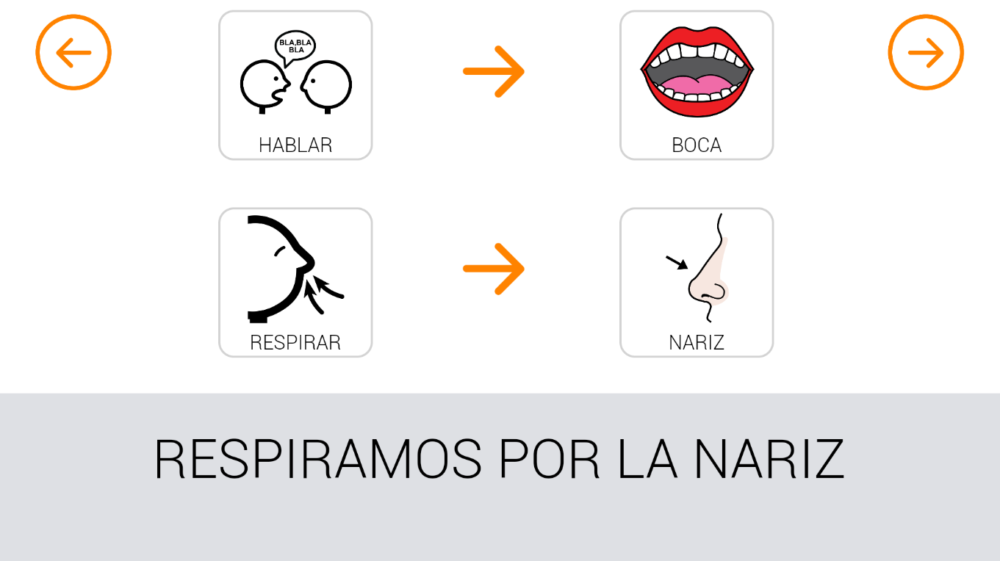 BLA,BLA
BLA
HABLAR
BOCA
RESPIRAR
NARIZ
RESPIRAMOS POR LA NARIZ